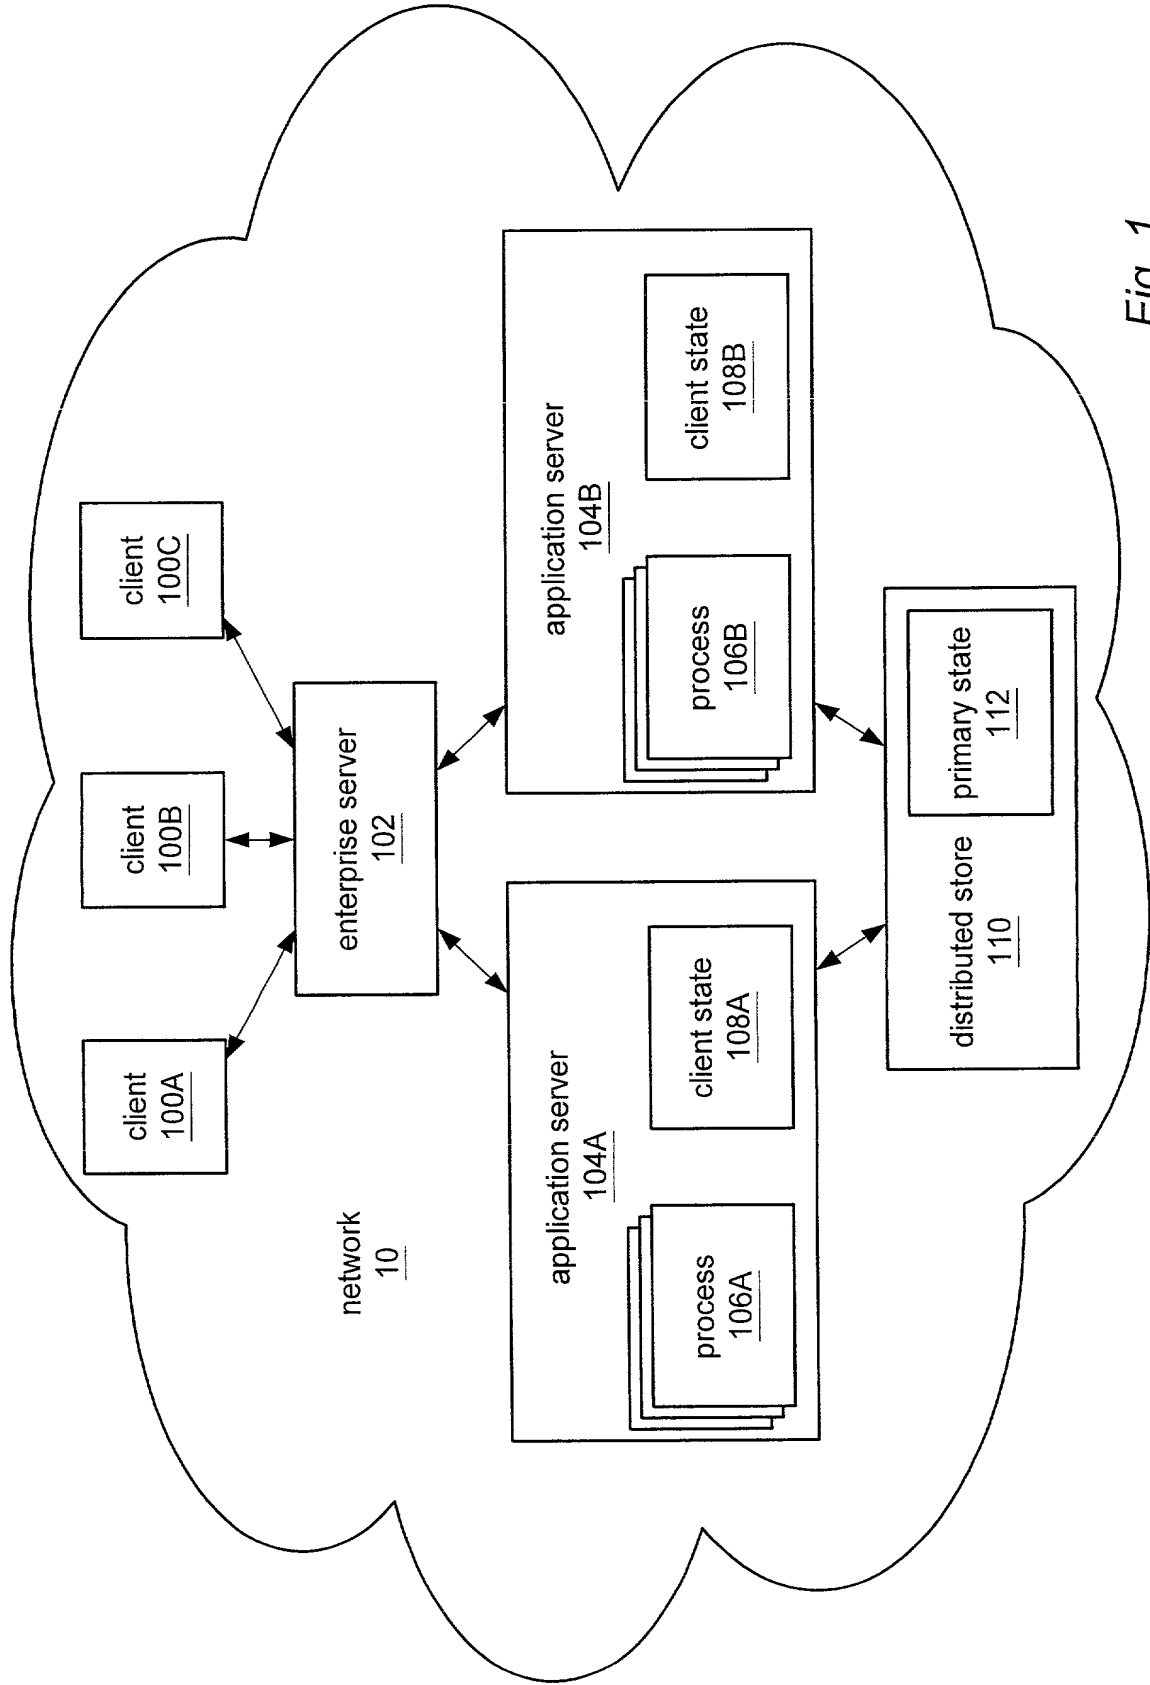 client
100A
client
100B
client
100C
network
10
enterprise server
102
application server
104A
process
106A
client state
108A
application server
104B
process
106B
client state
108B
distributed store
110
primary state
112
Fig. 1